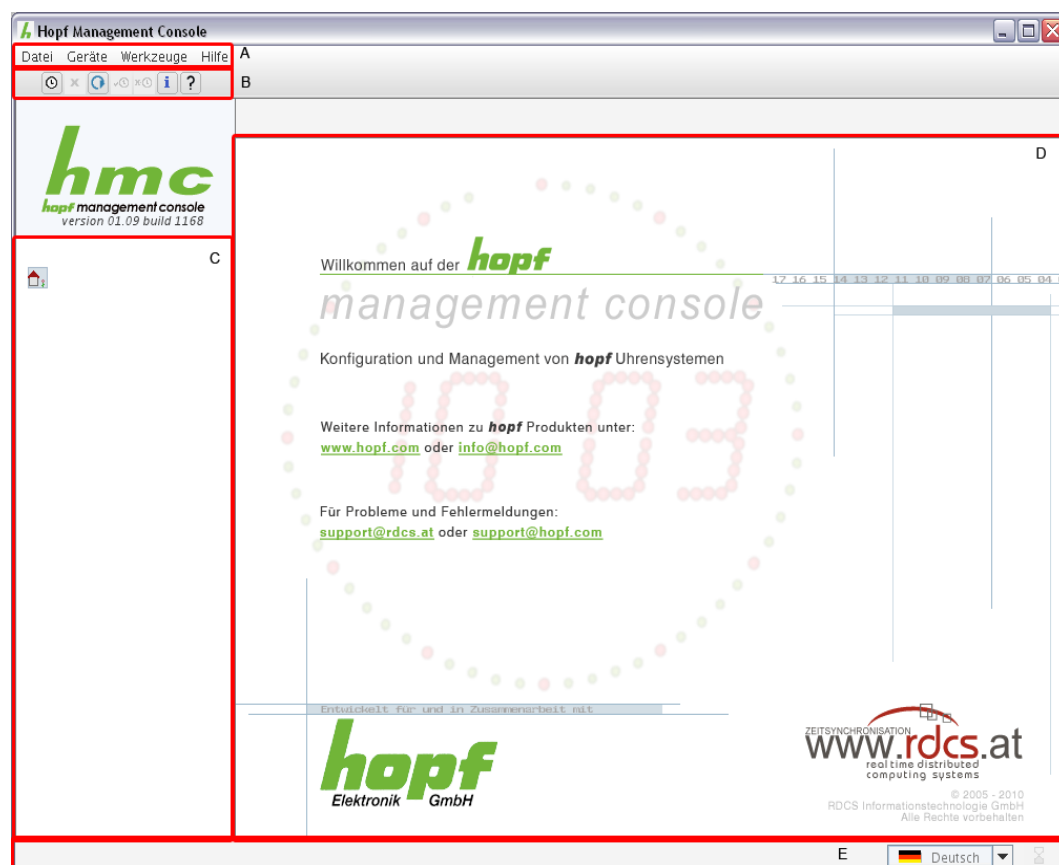 Hopf Management Console
Datei Geräte Werkzeuge Hilfe A
B
hmc
hopf management console
version 01.09 build 1168
C
D
Willkommen auf der hopf
17 16 15 14 13 12 11 10 09 08 07 06 05 04
management console
Konfiguration und Management von hopf Uhrensystemen
10 03
Weitere Informationen zu hopf Produkten unter:
www.hopf.com oder info@hopf.com
Für Probleme und Fehlermeldungen:
support@rdcs.at oder support@hopf.com
Entwickelt für und in Zusammenarbeit mit
hopf
Elektronik GmbH
ZEITSYNCHRONISATION
www.rdcs.at
real time distributed
computing systems
© 2005 - 2010
RDCS Informationstechnologie GmbH
Alle Rechte vorbehalten
E
Deutsch